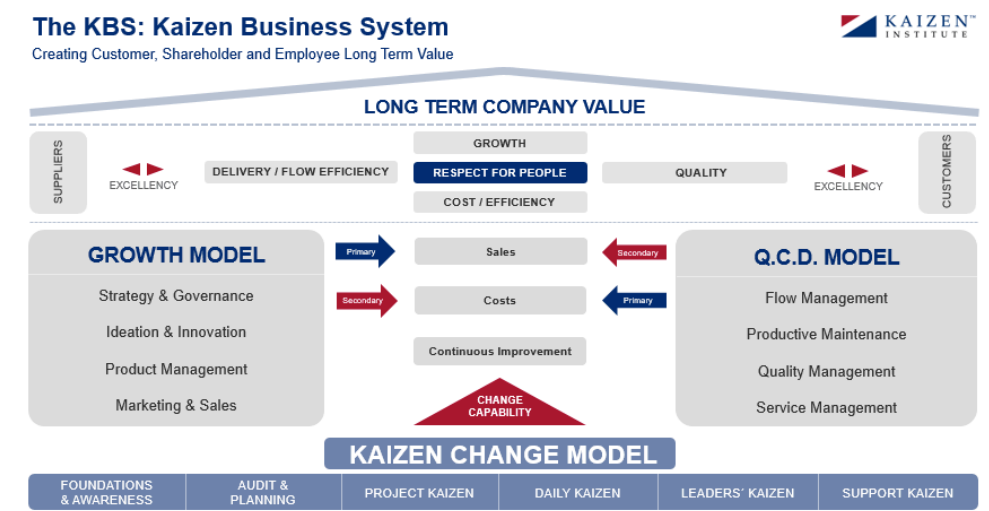 The KBS: Kaizen Business System
Creating Customer, Shareholder and Employee Long Term Value
KAIZEN™
INSTITUTE
LONG TERM COMPANY VALUE
SUPPLIERS
EXCELLENCY
DELIVERY / FLOW EFFICIENCY
GROWTH
RESPECT FOR PEOPLE
COST / EFFICIENCY
QUALITY
EXCELLENCY
CUSTOMERS
GROWTH MODEL
Strategy & Governance
Ideation & Innovation
Product Management
Marketing & Sales
Primary
Sales
Secondary
Secondary
Costs
Primary
Continuous Improvement
CHANGE
CAPABILITY
Q.C.D. MODEL
Flow Management
Productive Maintenance
Quality Management
Service Management
KAIZEN CHANGE MODEL
FOUNDATIONS
& AWARENESS
AUDIT &
PLANNING
PROJECT KAIZEN
DAILY KAIZEN
LEADERS´ KAIZEN
SUPPORT KAIZEN